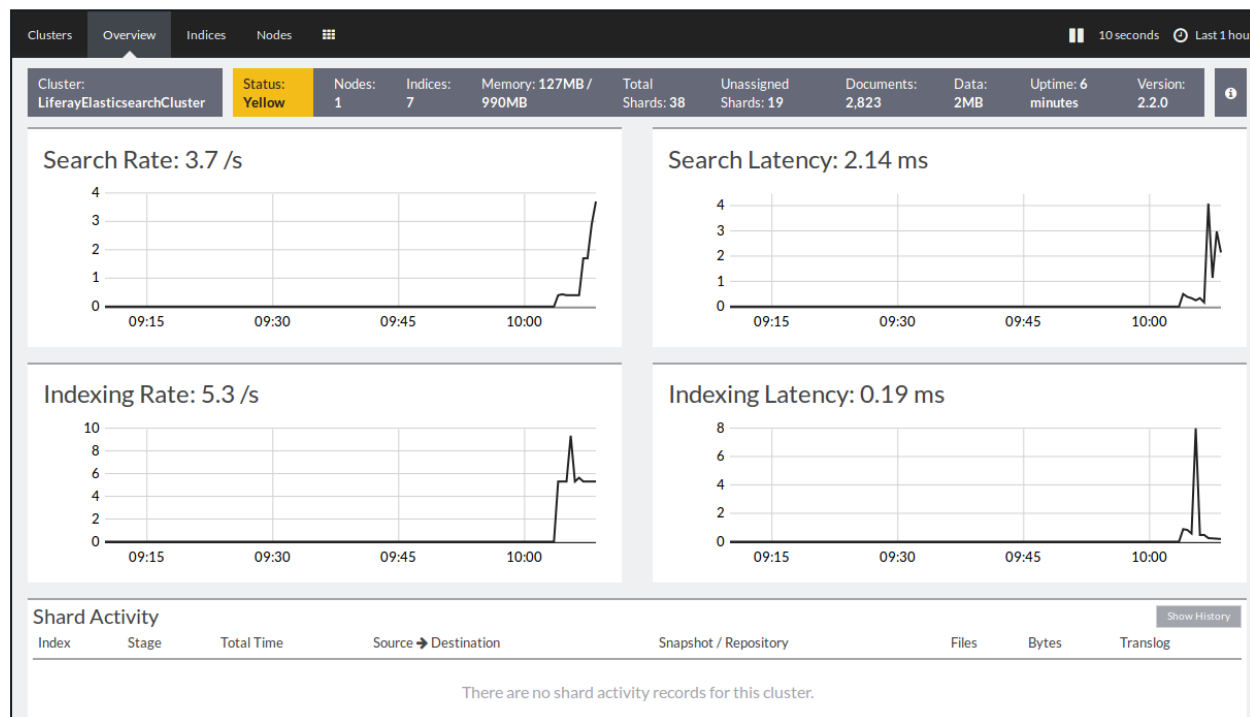 Clusters Overview Indices Nodes 10 seconds Last 1 hou
Cluster: Status: Nodes: Indices: Memory: 127MB / Total Unassigned Documents: Data: Uptime: 6 Version:
LiferayElasticsearchCluster Yellow 1 7 990MB Shards: 38 Shards: 19 2,823 2MB minutes 2.2.0
Search Rate: 3.7 /s
4
3
2
1
0
09:15 09:30 09:45 10:00
Search Latency: 2.14 ms
4
3
2
1
0
09:15 09:30 09:45 10:00
Indexing Rate: 5.3 /s
10
8
6
4
2
0
09:15 09:30 09:45 10:00
Indexing Latency: 0.19 ms
8
6
4
2
0
09:15 09:30 09:45 10:00
Shard Activity Show History
Index Stage Total Time Source ➔ Destination Snapshot / Repository Files Bytes Translog
There are no shard activity records for this cluster.